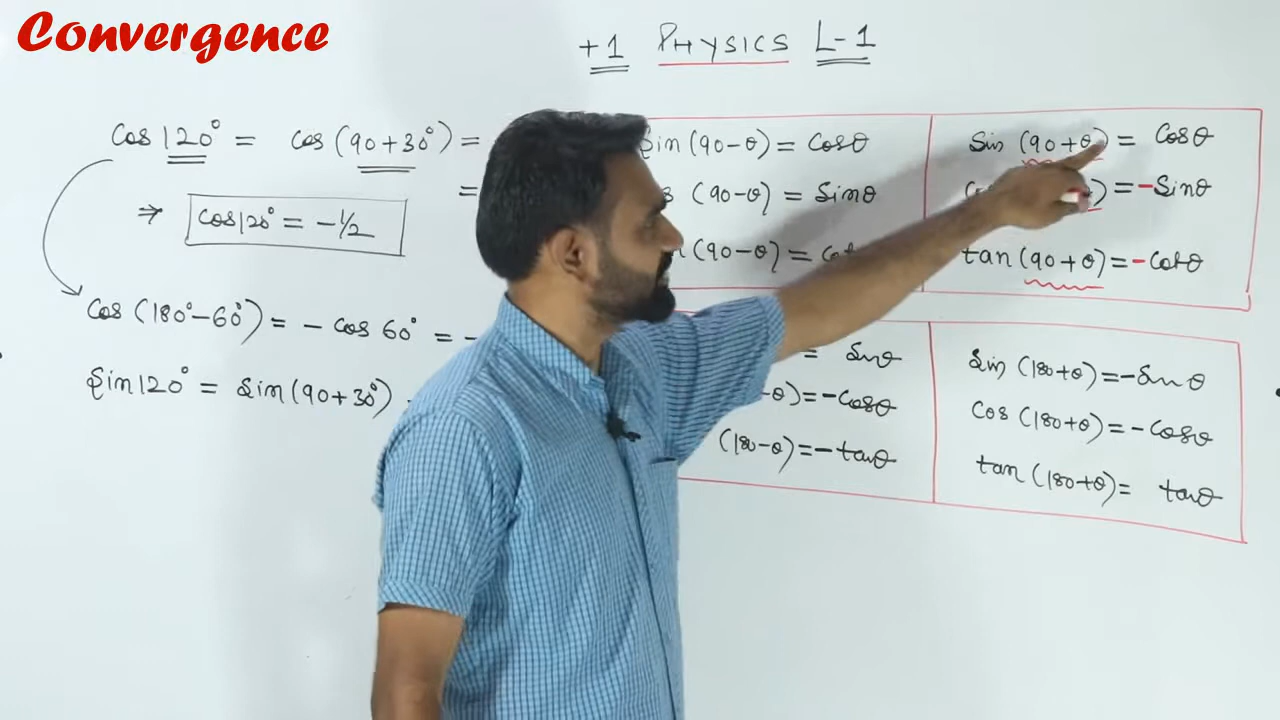 Convergence
+1 PHYSICS L-1
Cos 120° = cos (90+30°) =
=
⇒ cos 120° = -1/2
cos (180°-60°) = - cos 60° = -
Sin 120° = Sin (90+30°)
Sin (90-θ) = Cosθ
(90-θ) = Sinθ
(90-θ) =
Sin (90+θ) = Cosθ
= -Sinθ
tan (90+θ) = -Cotθ
= Sinθ
-θ) = -Cosθ
(180-θ) = -tanθ
Sin (180+θ) = -Sinθ
Cos (180+θ) = -Cosθ
tan (180+θ) = tanθ